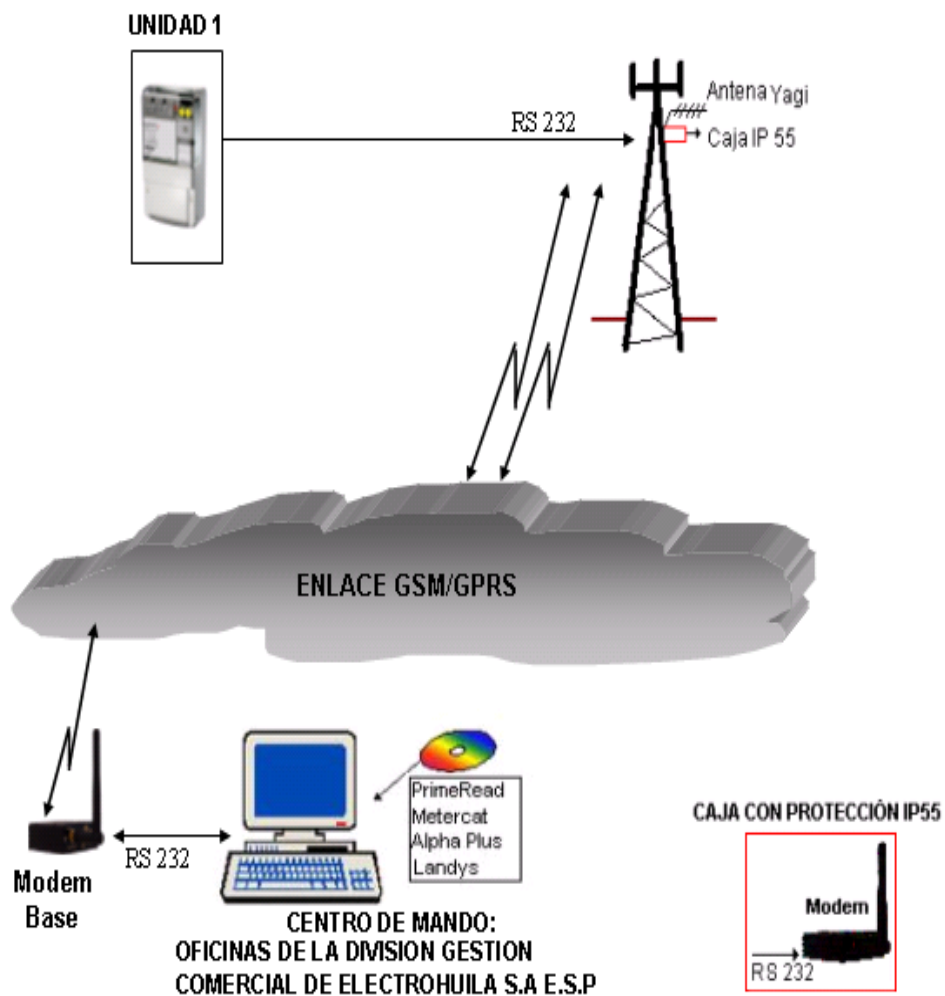 UNIDAD 1
RS 232
Antena Yagi
Caja IP 55
ENLACE GSM/GPRS
RS 232
Modem
Base
PrimeRead
Metercat
Alpha Plus
Landys
CENTRO DE MANDO:
OFICINAS DE LA DIVISION GESTION
COMERCIAL DE ELECTROHUILA S.A E.S.P
CAJA CON PROTECCIÓN IP55
Modem
RS 232